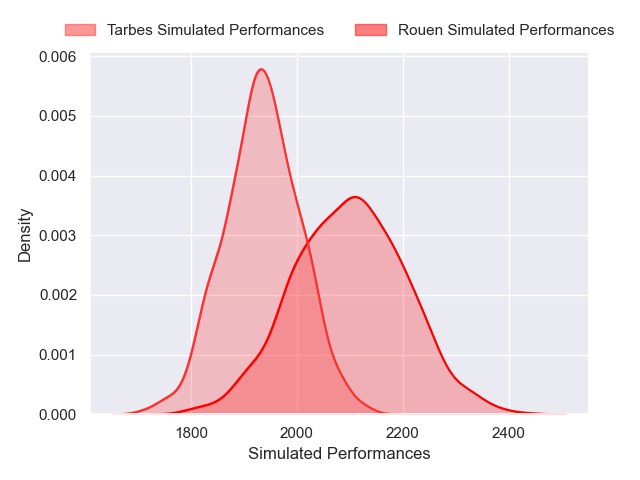 Tarbes Simulated Performances Rouen Simulated Performances
0.006
0.005
0.004
0.003
0.002
0.001
0.000
Density
1800 2000 2200 2400
Simulated Performances